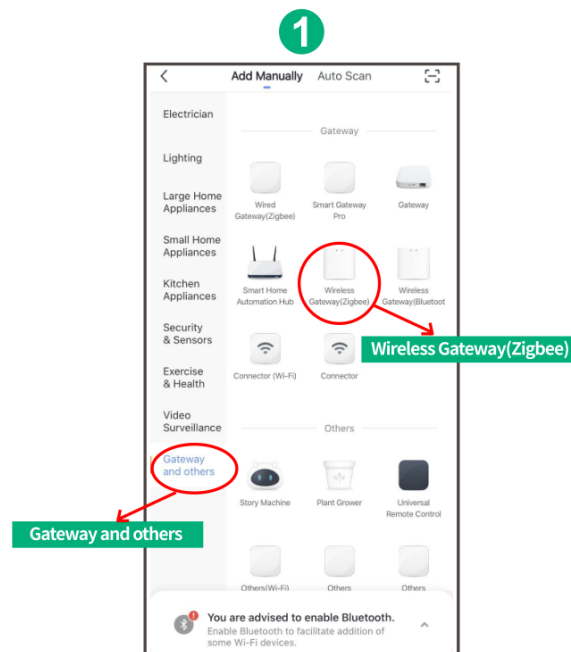 1
Add Manually Auto Scan
Electrician
Lighting
Large Home
Appliances
Small Home
Appliances
Kitchen
Appliances
Security
& Sensors
Exercise
& Health
Video
Surveillance
Gateway
and others
Gateway
Wired
Gateway(Zigbee)
Smart Gateway
Pro
Gateway
Smart Home
Automation Hub
Wireless
Gateway(Zigbee)
Wireless
Gateway(Bluetoot
Connector (Wi-Fi)
Connector
Others
Story Machine
Plant Grower
Universal
Remote Control
Others(Wi-Fi)
Others
Others
Wireless Gateway(Zigbee)
Gateway and others
You are advised to enable Bluetooth.
Enable Bluetooth to facilitate addition of
some Wi-Fi devices.